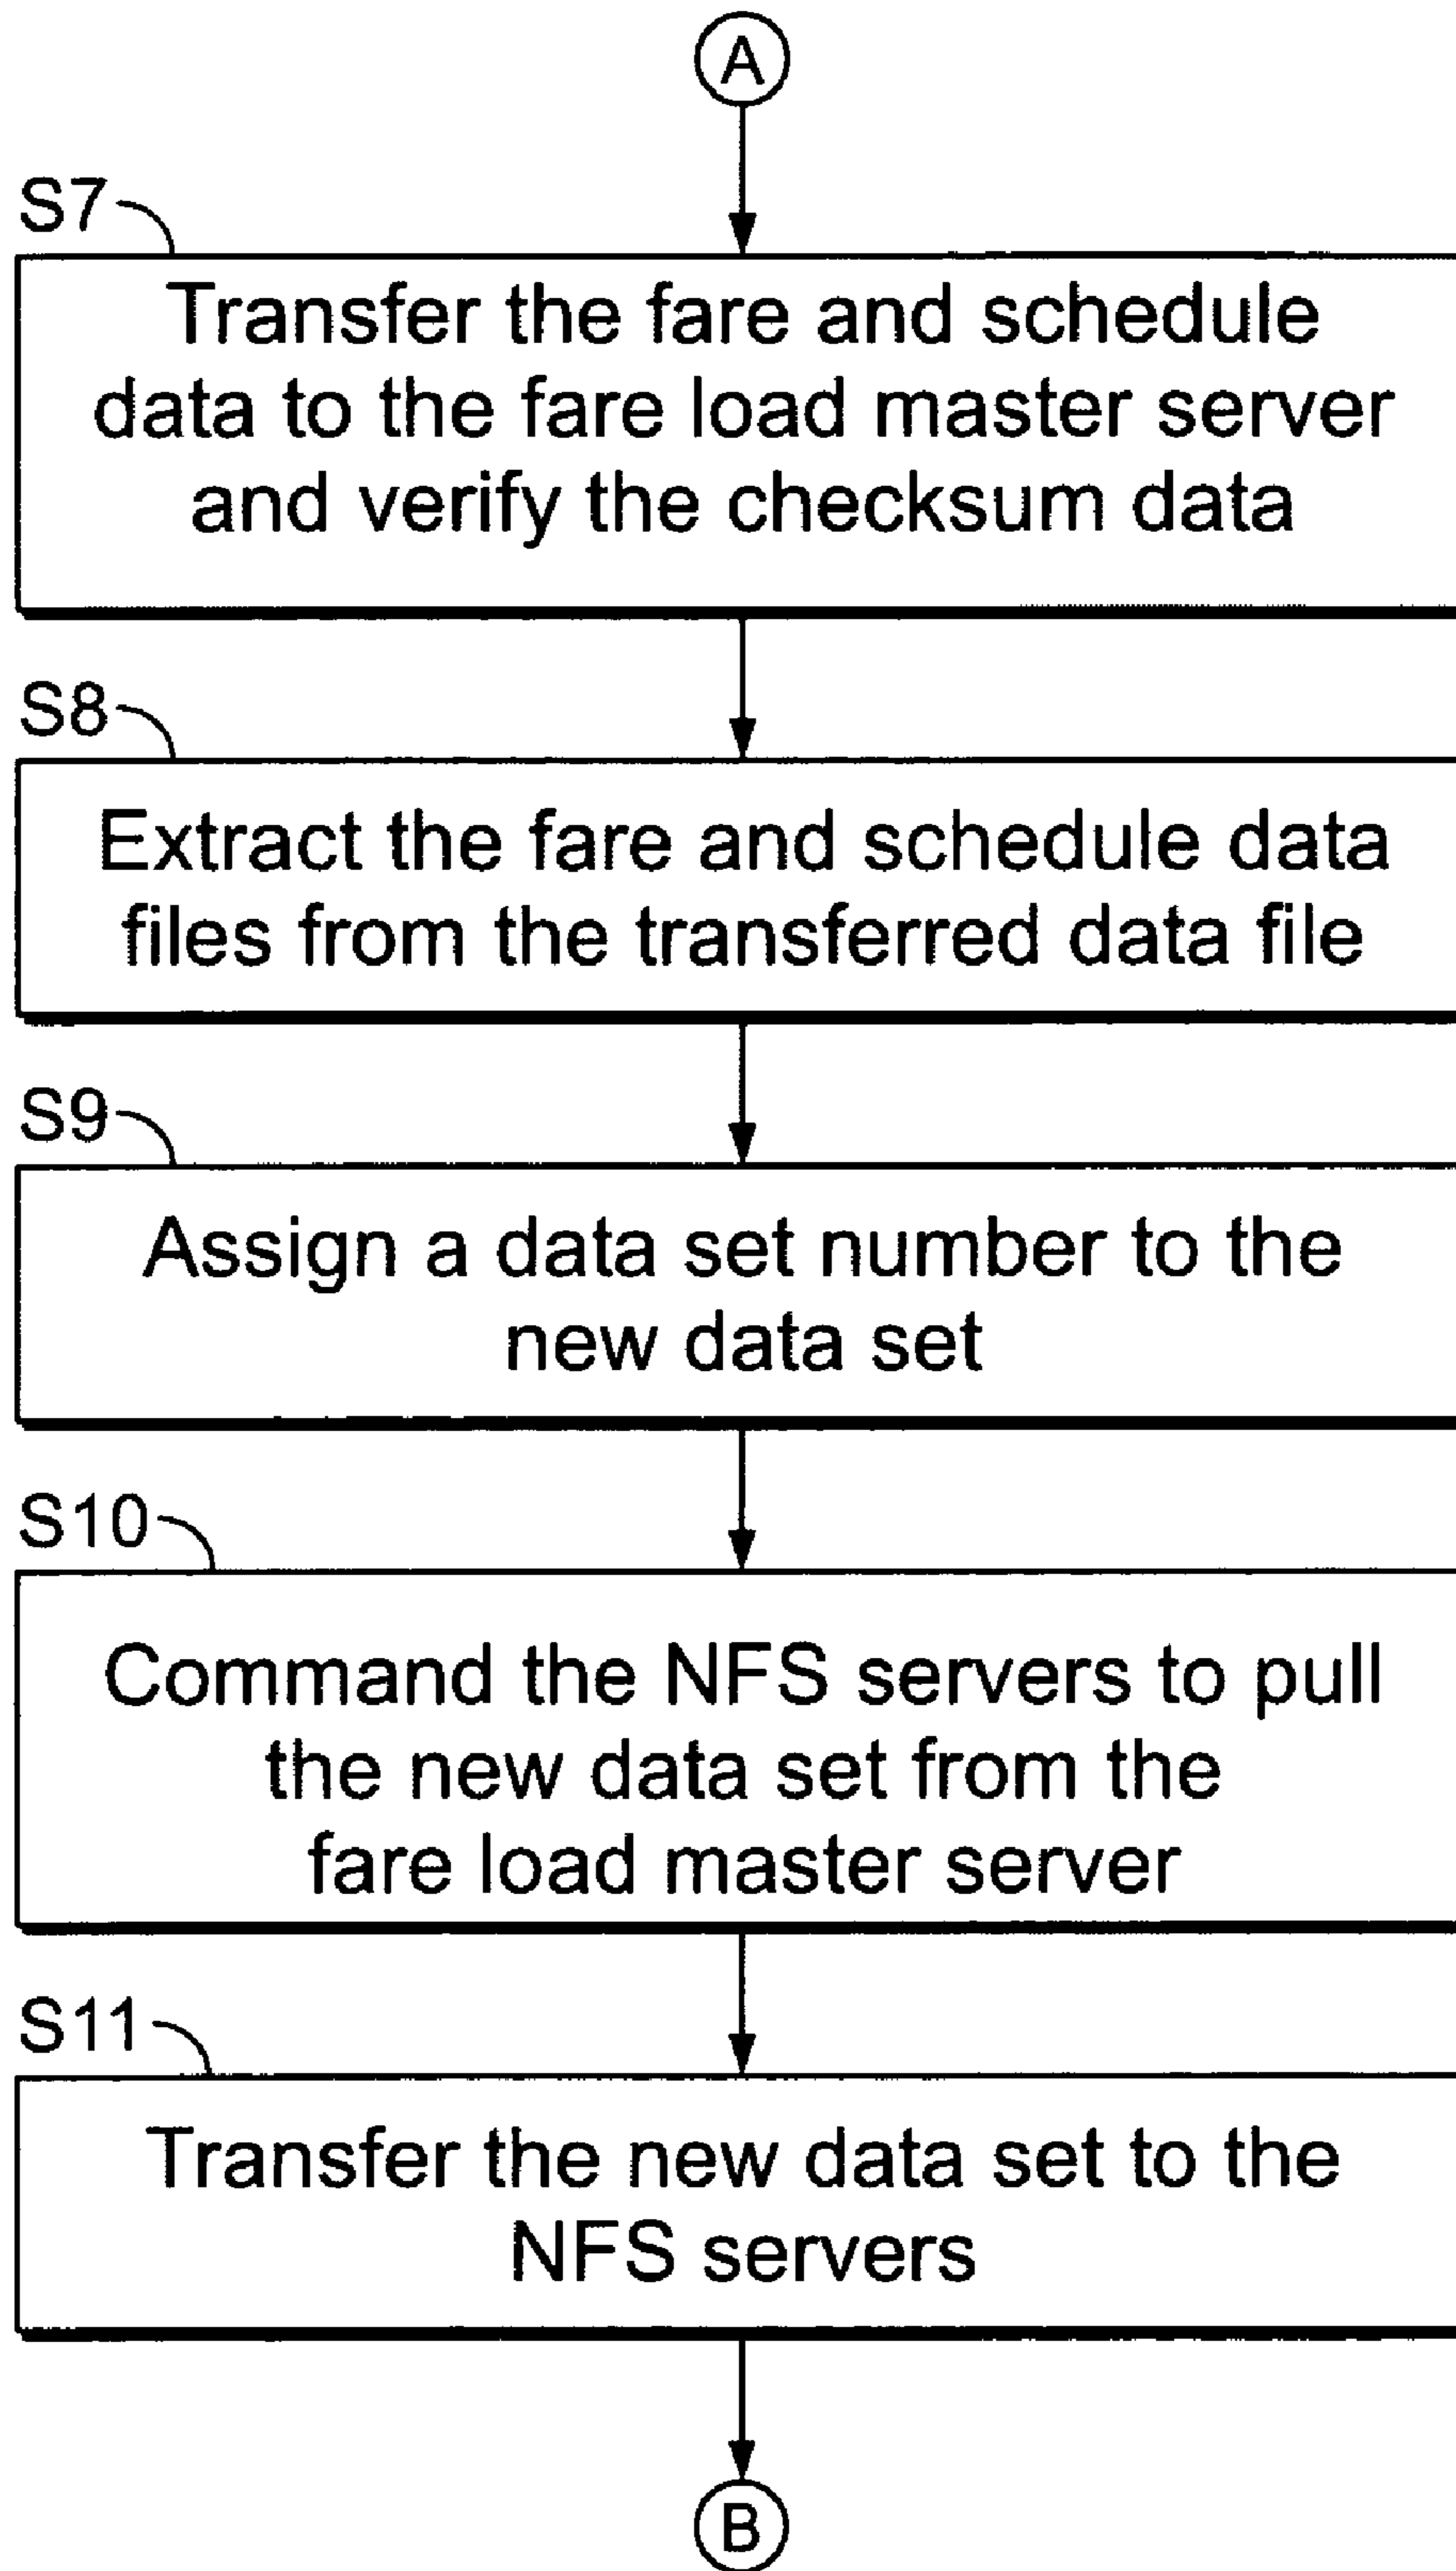 A
S7
Transfer the fare and schedule
data to the fare load master server
and verify the checksum data
S8
Extract the fare and schedule data
files from the transferred data file
S9
Assign a data set number to the
new data set
S10
Command the NFS servers to pull
the new data set from the
fare load master server
S11
Transfer the new data set to the
NFS servers
B